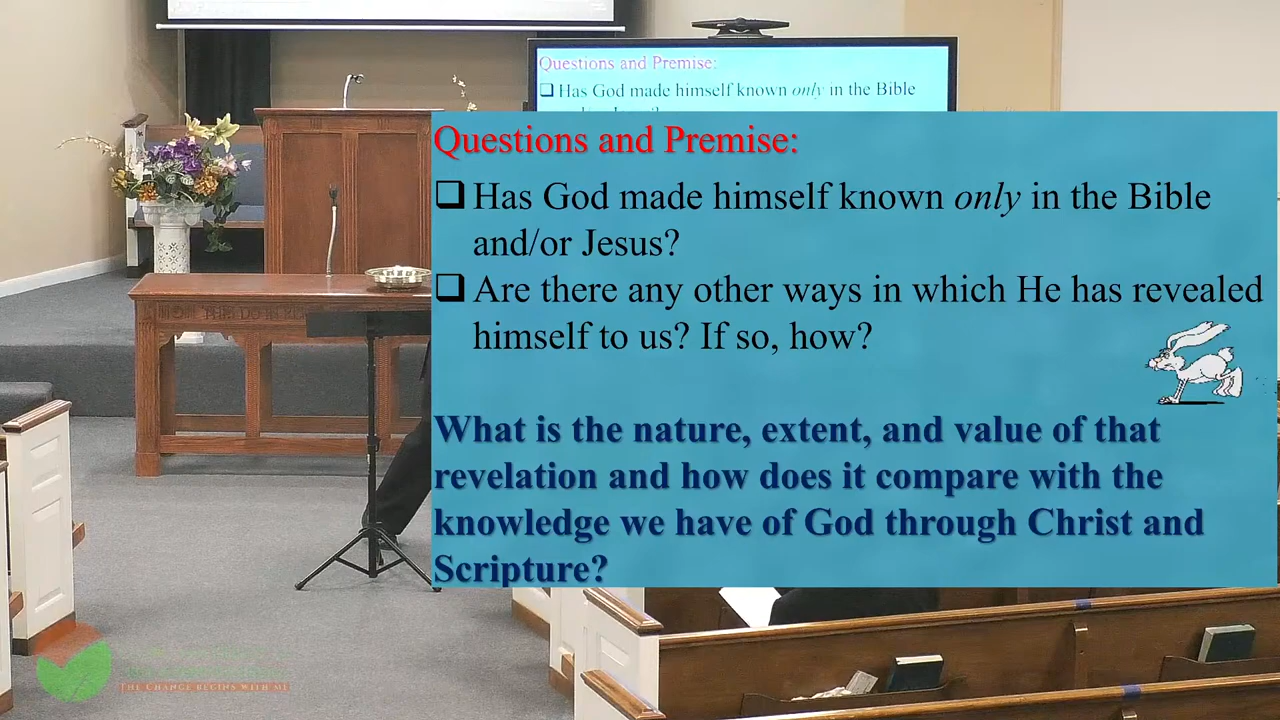 Questions and Premise:
❑ Has God made himself known only in the Bible
Questions and Premise:
❑ Has God made himself known only in the Bible
and/or Jesus?
❑ Are there any other ways in which He has revealed
himself to us? If so, how?
What is the nature, extent, and value of that
revelation and how does it compare with the
knowledge we have of God through Christ and
Scripture?
THE CHANGE BEGINS WITH ME